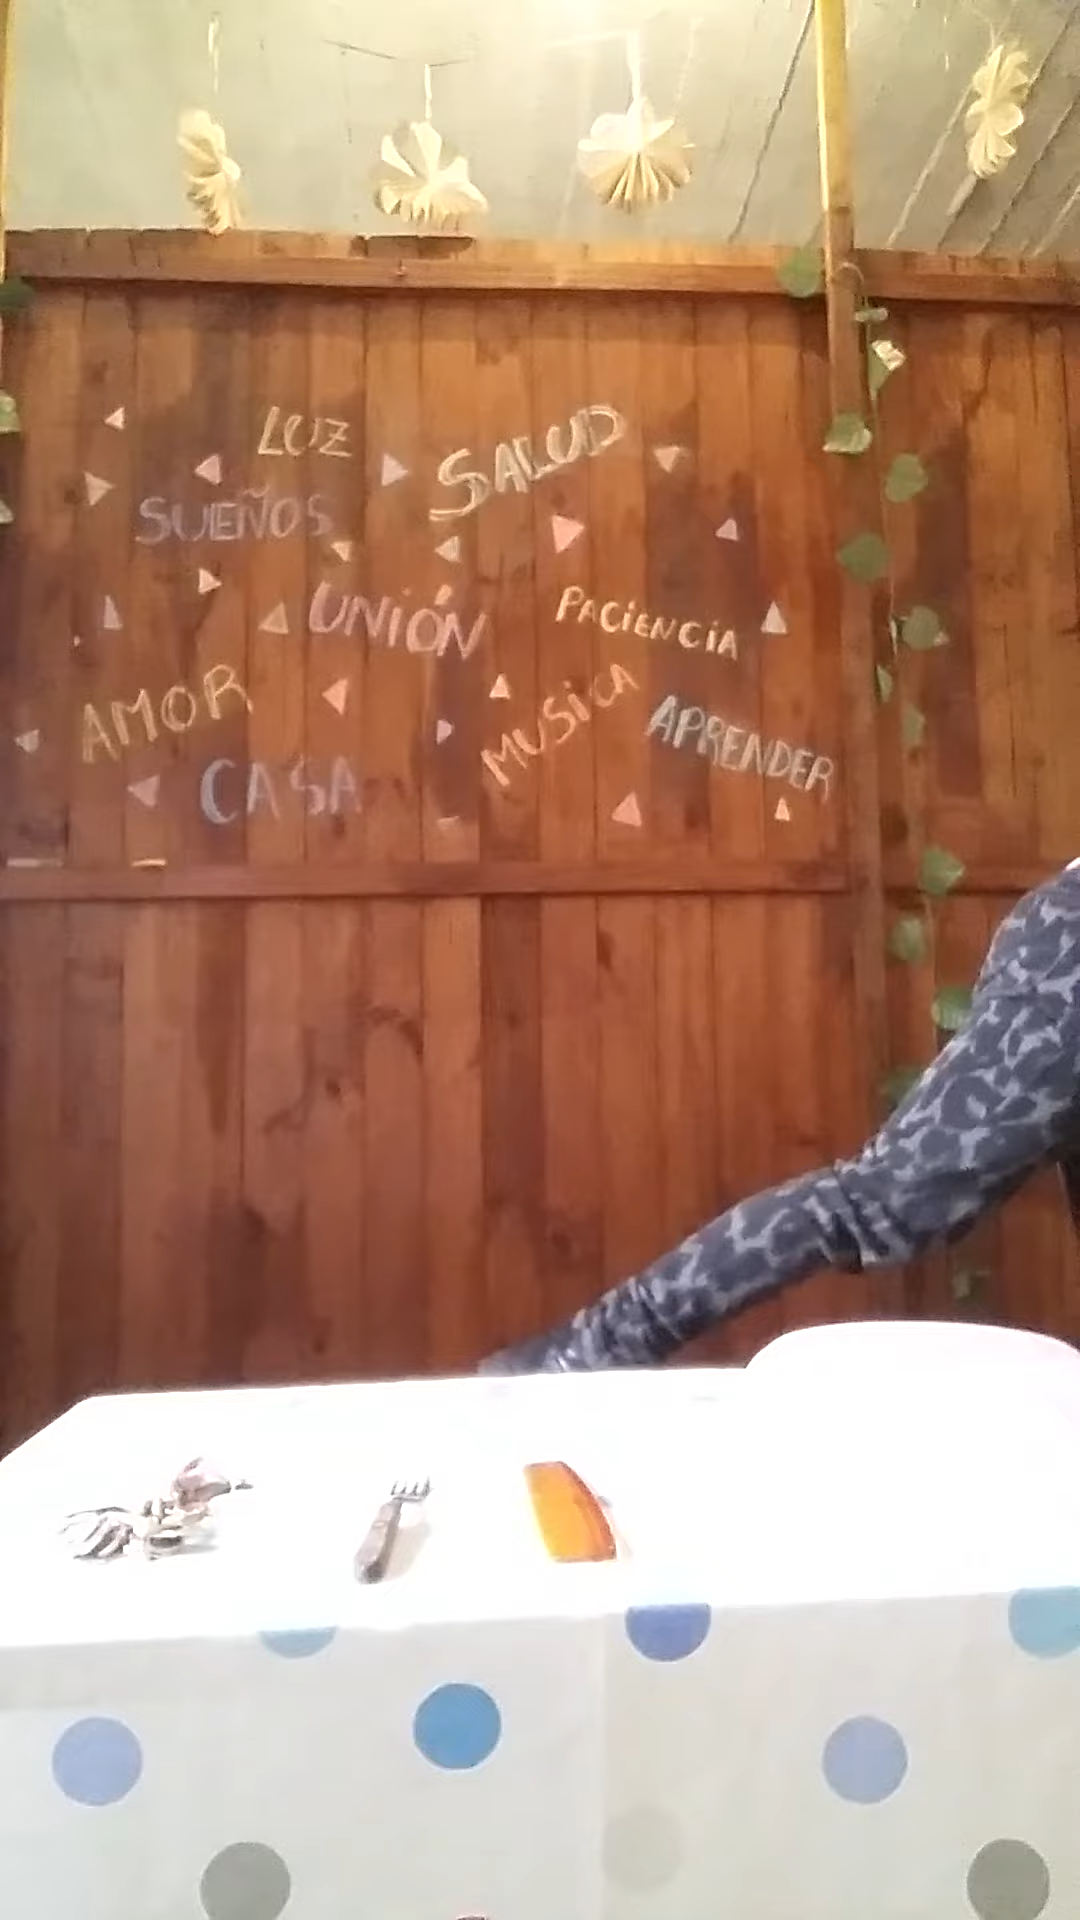 LUZ
SALUD
SUEÑOS
UNIÓN
PACIENCIA
AMOR
MUSICA
APRENDER
CASA